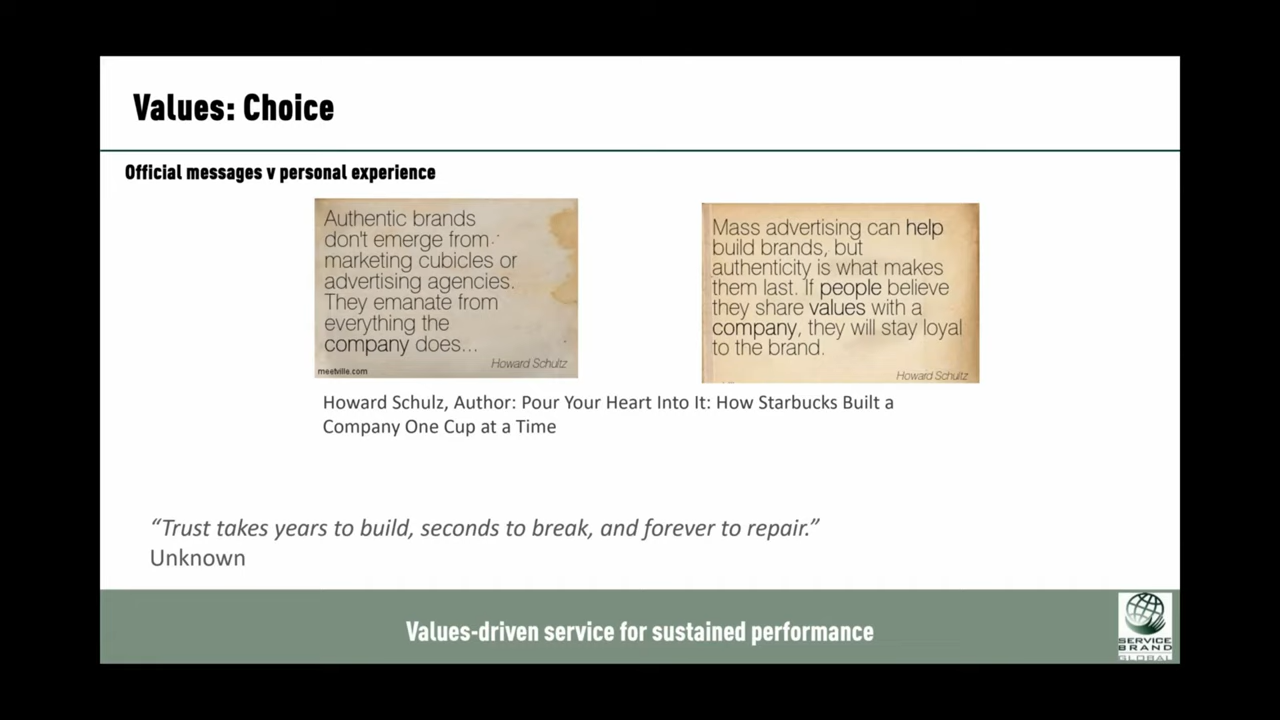 Values: Choice
Official messages v personal experience
Authentic brands
don't emerge from
marketing cubicles or
advertising agencies.
They emanate from
everything the
company does...
Howard Schultz
meetville.com
Mass advertising can help
build brands, but
authenticity is what makes
them last. If people believe
they share values with a
company, they will stay loyal
to the brand.
Howard Schultz
Howard Schulz, Author: Pour Your Heart Into It: How Starbucks Built a
Company One Cup at a Time
“Trust takes years to build, seconds to break, and forever to repair.”
Unknown
Values-driven service for sustained performance
SERVICE
BRAND
GLOBAL